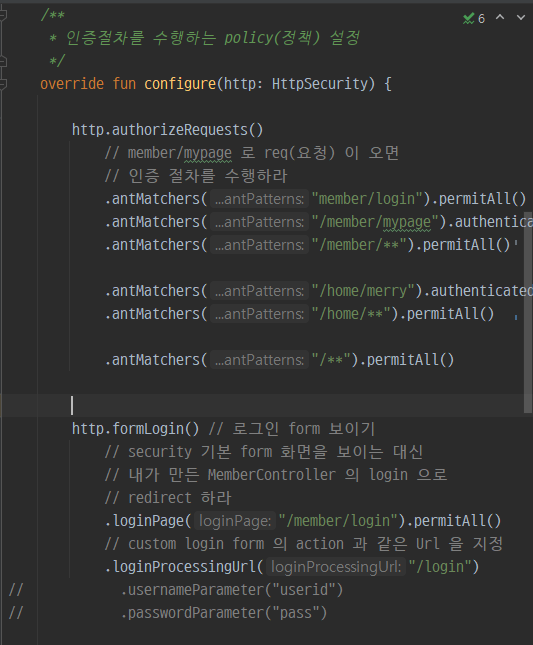 /**
6
* 인증절차를 수행하는 policy(정책) 설정
*/
override fun configure(http: HttpSecurity) {
http.authorizeRequests()
// member/mypage 로 req(요청) 이 오면
// 인증 절차를 수행하라
.antMatchers( ...antPatterns: "member/login").permitAll()
.antMatchers( ...antPatterns: "/member/mypage").authentica
.antMatchers( ...antPatterns: "/member/**").permitAll()'
.antMatchers( ...antPatterns: "/home/merry").authenticated
.antMatchers( ...antPatterns: "/home/**").permitAll()
.antMatchers( ...antPatterns: "/**").permitAll()
http.formLogin() // 로그인 form 보이기
// security 기본 form 화면을 보이는 대신
// 내가 만든 MemberController 의 login 으로
// redirect 하라
.loginPage( loginPage: "/member/login").permitAll()
// custom login form 의 action 과 같은 Url 을 지정
.loginProcessingUrl( loginProcessingUrl: "/login")
// .usernameParameter("userid")
// .passwordParameter("pass")